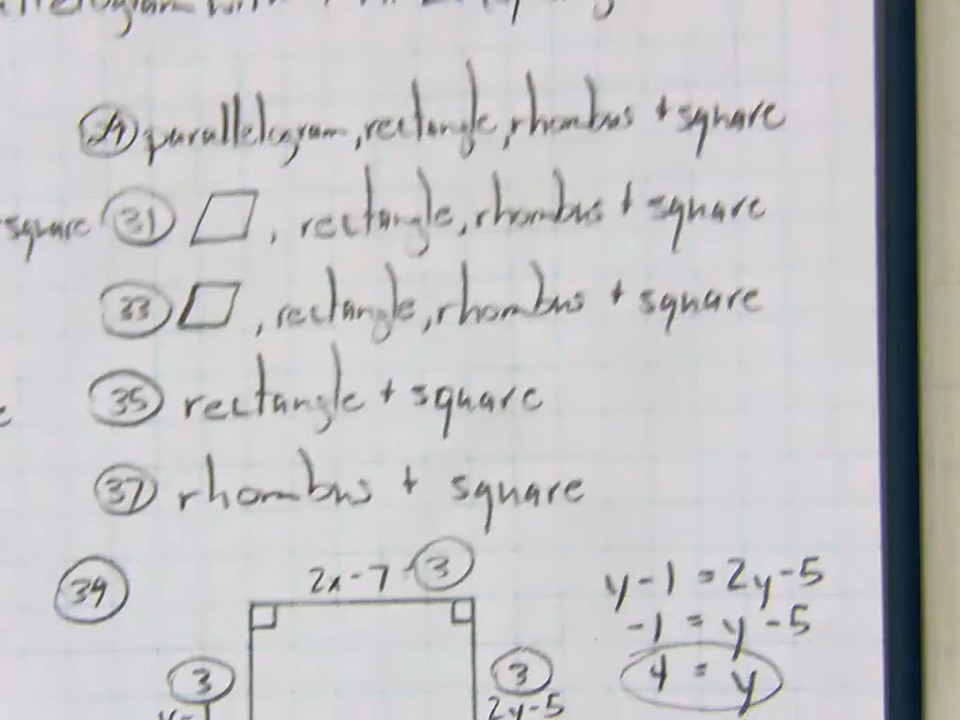 29 parallelogram, rectangle, rhombus + square
square 31 ▱, rectangle, rhombus + square
33 ▱, rectangle, rhombus + square
35 rectangle + square
37 rhombus + square
39
2x-7 3
y-1 = 2y-5
-1 = y-5
4 = y
3
3
2y-5